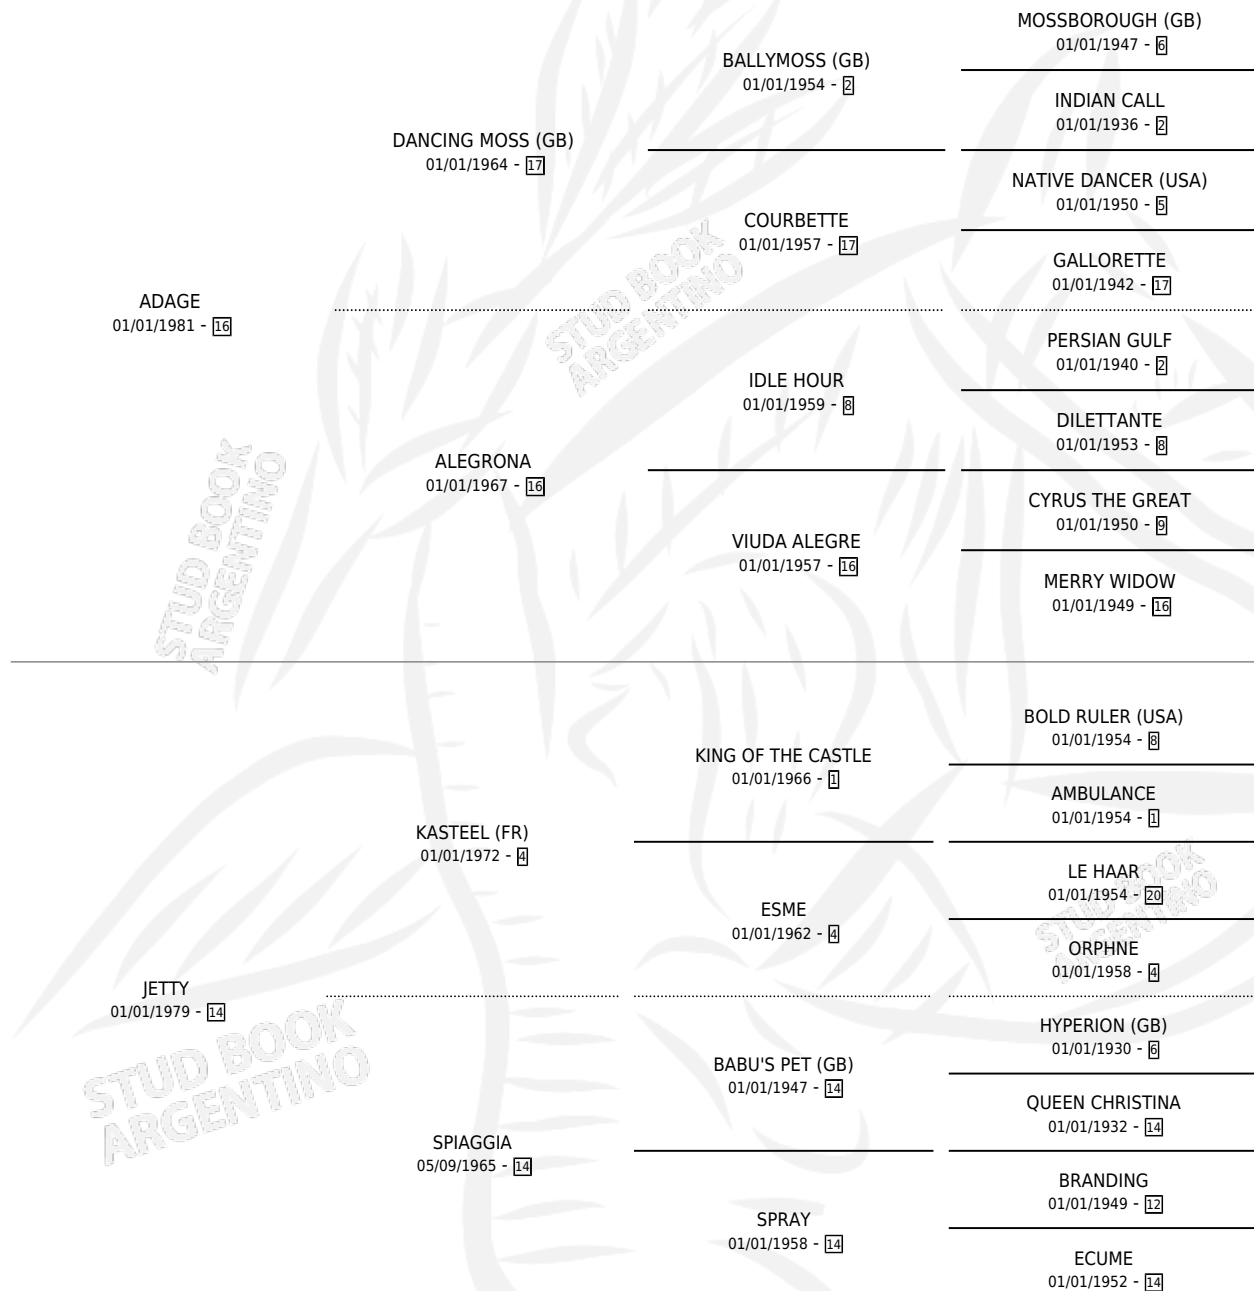 MOSSBOROUGH (GB)
01/01/1947 - 6
BALLYMOSS (GB)
01/01/1954 - 2
INDIAN CALL
01/01/1936 - 2
DANCING MOSS (GB)
01/01/1964 - 17
NATIVE DANCER (USA)
01/01/1950 - 5
COURBETTE
01/01/1957 - 17
GALLORETTE
01/01/1942 - 17
ADAGE
01/01/1981 - 16
PERSIAN GULF
01/01/1940 - 2
IDLE HOUR
01/01/1959 - 8
DILETTANTE
01/01/1953 - 8
ALEGRONA
01/01/1967 - 16
CYRUS THE GREAT
01/01/1950 - 9
VIUDA ALEGRE
01/01/1957 - 16
MERRY WIDOW
01/01/1949 - 16
STUD BOOK
ARGENTINO
STUD BOOK
ARGENTINO
BOLD RULER (USA)
01/01/1954 - 8
KING OF THE CASTLE
01/01/1966 - 1
AMBULANCE
01/01/1954 - 1
KASTEEL (FR)
01/01/1972 - 4
LE HAAR
01/01/1954 - 20
ESME
01/01/1962 - 4
ORPHNE
01/01/1958 - 4
JETTY
01/01/1979 - 14
HYPERION (GB)
01/01/1930 - 6
BABU'S PET (GB)
01/01/1947 - 14
QUEEN CHRISTINA
01/01/1932 - 14
SPIAGGIA
05/09/1965 - 14
BRANDING
01/01/1949 - 12
SPRAY
01/01/1958 - 14
ECUME
01/01/1952 - 14
STUD BOOK
ARGENTINO
STUD BOOK
ARGENTINO